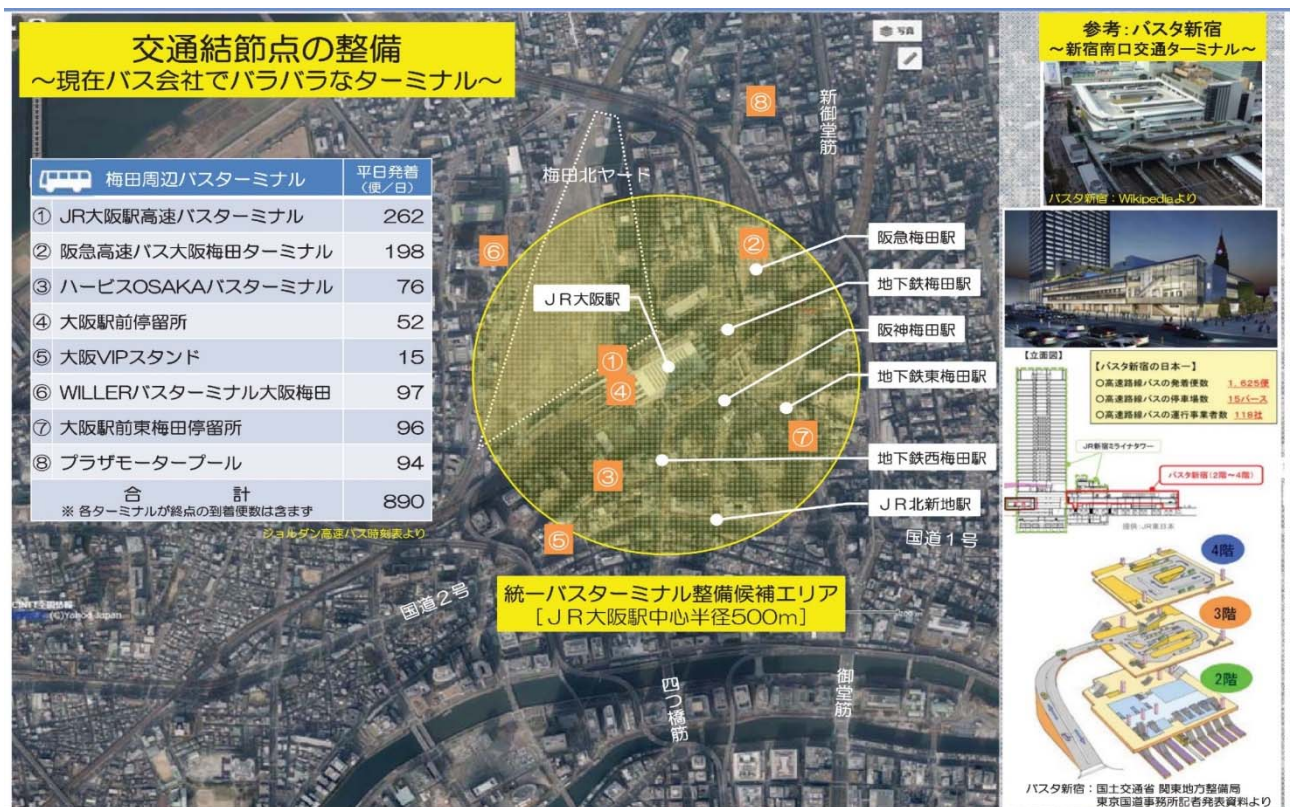 交通結節点の整備
~現在バス会社でバラバラなターミナル~
梅田周辺バスターミナル
平日発着
(便/日)
① JR大阪駅高速バスターミナル 262
② 阪急高速バス大阪梅田ターミナル 198
③ ハービスOSAKAバスターミナル 76
④ 大阪駅前停留所 52
⑤ 大阪VIPスタンド 15
⑥ WILLERバスターミナル大阪梅田 97
⑦ 大阪駅前東梅田停留所 96
⑧ プラザモータープール 94
合 計 890
※ 各ターミナルが終点の到着便数は含まず
ジョルダン高速バス時刻表より
写真
⑧
新御堂筋
梅田北ヤード
⑥
②
阪急梅田駅
JR大阪駅
地下鉄梅田駅
①
④
阪神梅田駅
地下鉄東梅田駅
⑦
③
地下鉄西梅田駅
JR北新地駅
⑤
国道1号
国道2号
統一バスターミナル整備候補エリア
[JR大阪駅中心半径500m]
四つ橋筋
御堂筋
参考:バスタ新宿
~新宿南口交通ターミナル~
バスタ新宿:Wikipediaより
【立面図】
【バスタ新宿の日本一】
○高速路線バスの発着便数 1,625便
○高速路線バスの停車場数 15バース
○高速路線バスの運行事業者数 118社
JR新宿ミライナタワー
バスタ新宿(2階~4階)
提供:JR東日本
4階
3階
2階
バスタ新宿:国土交通省 関東地方整備局
東京国道事務所記者発表資料より